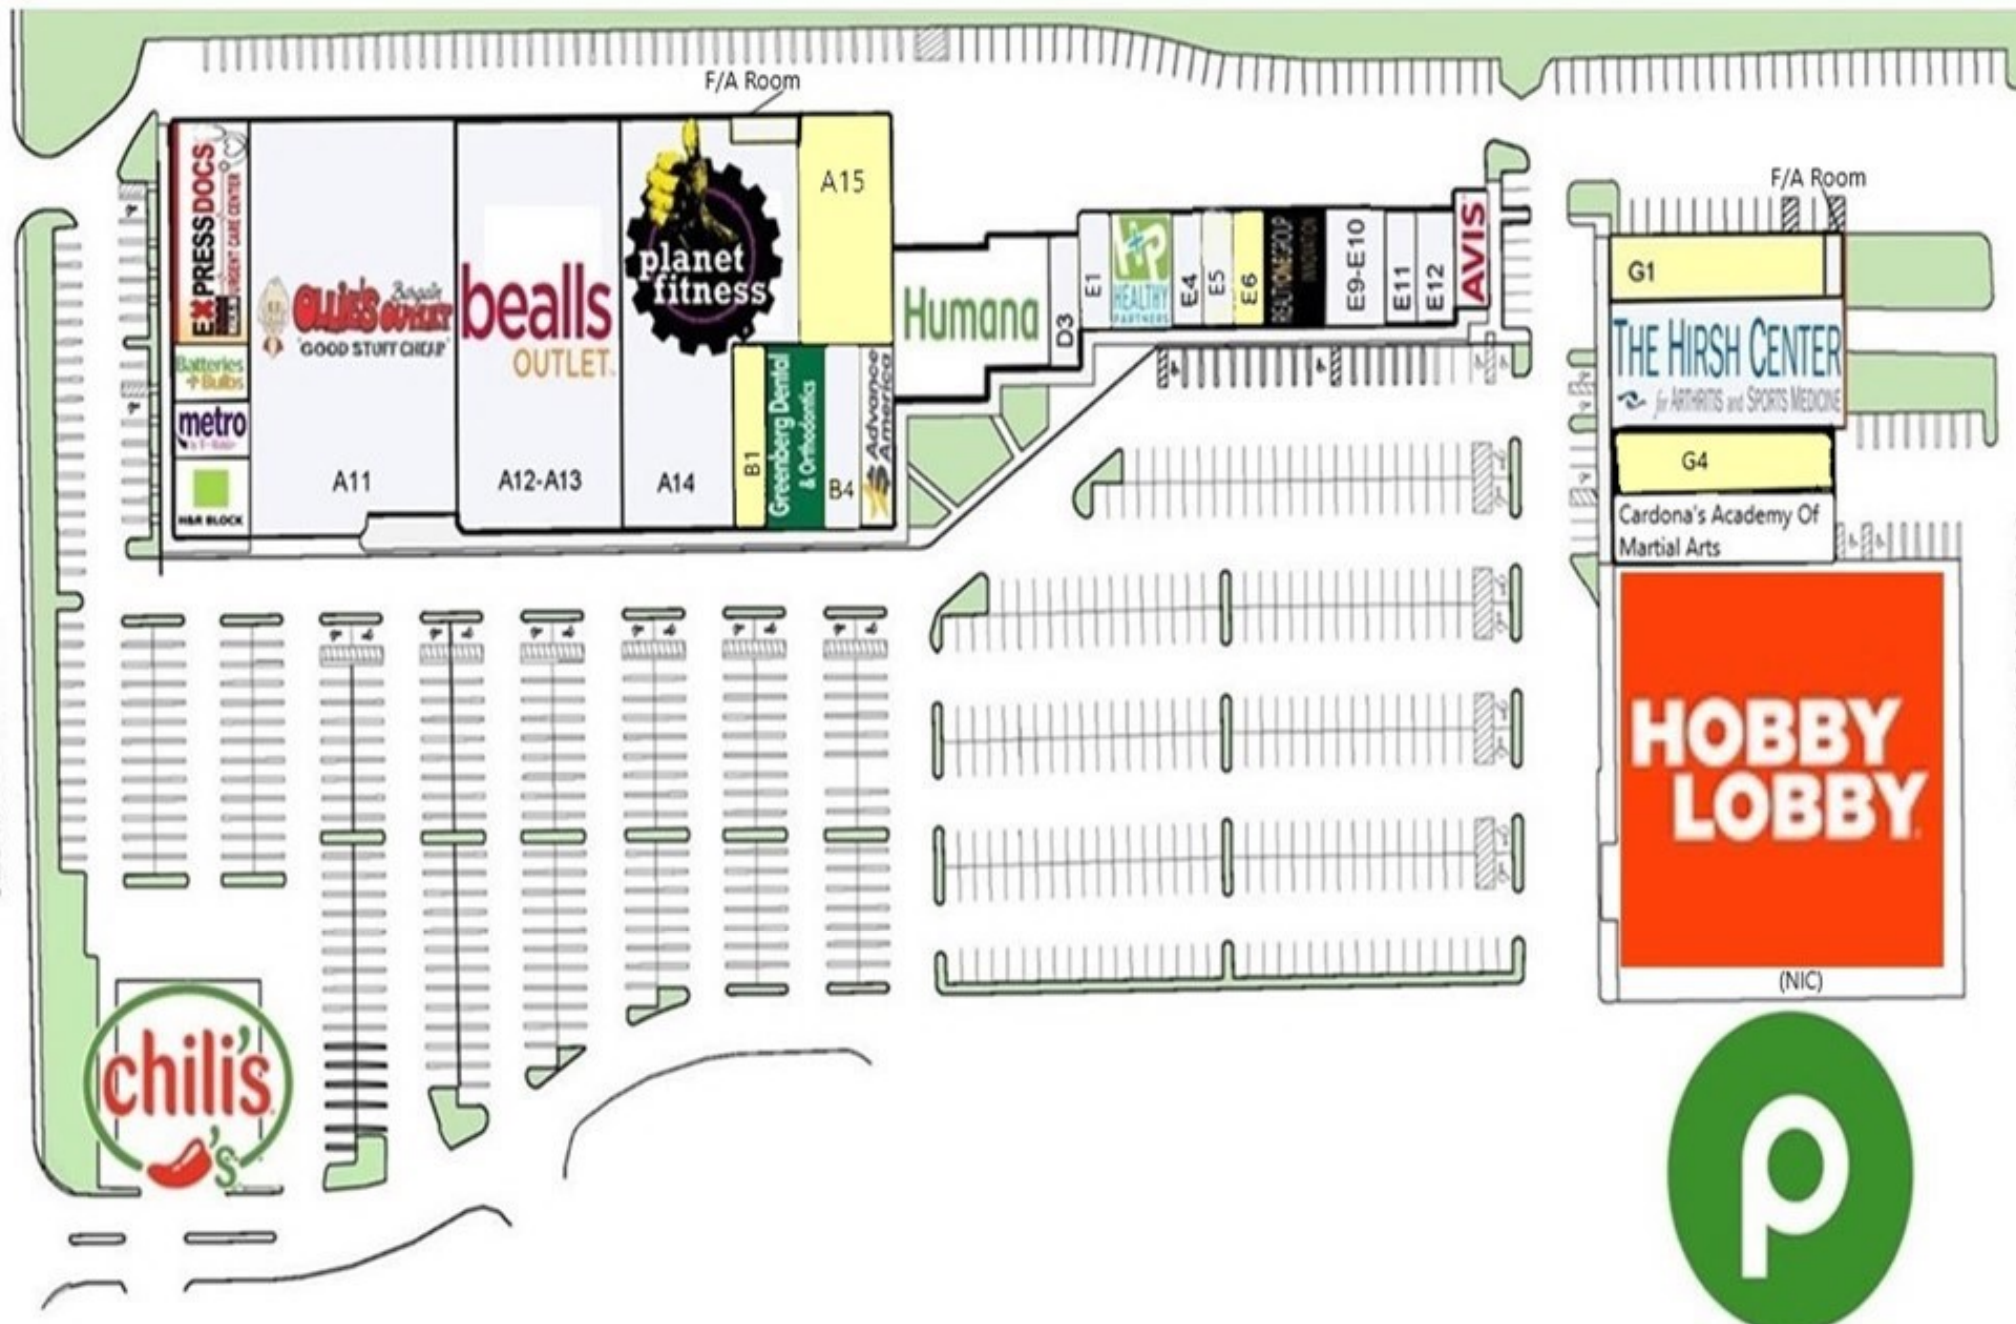 F/A Room
EXPRESSDOCS
URGENT CARE CENTER
Batteries
+Bulbs
metro
H&R BLOCK
OLLIE'S Bargain
OUTLET
"GOOD STUFF CHEAP"
A11
bealls
OUTLET
A12-A13
planet
fitness
A14
A15
B1
Greenberg Dental
& Orthodontics
B4
Advance
America
Humana
D3
E1
H+P
HEALTHY
PARTNERS
E4
E5
E6
INNOVATION
E9-E10
E11
E12
AVIS
F/A Room
G1
THE HIRSH CENTER
for ARTHRITIS and SPORTS MEDICINE
G4
Cardona's Academy Of
Martial Arts
HOBBY
LOBBY
(NIC)
chili's
's
p